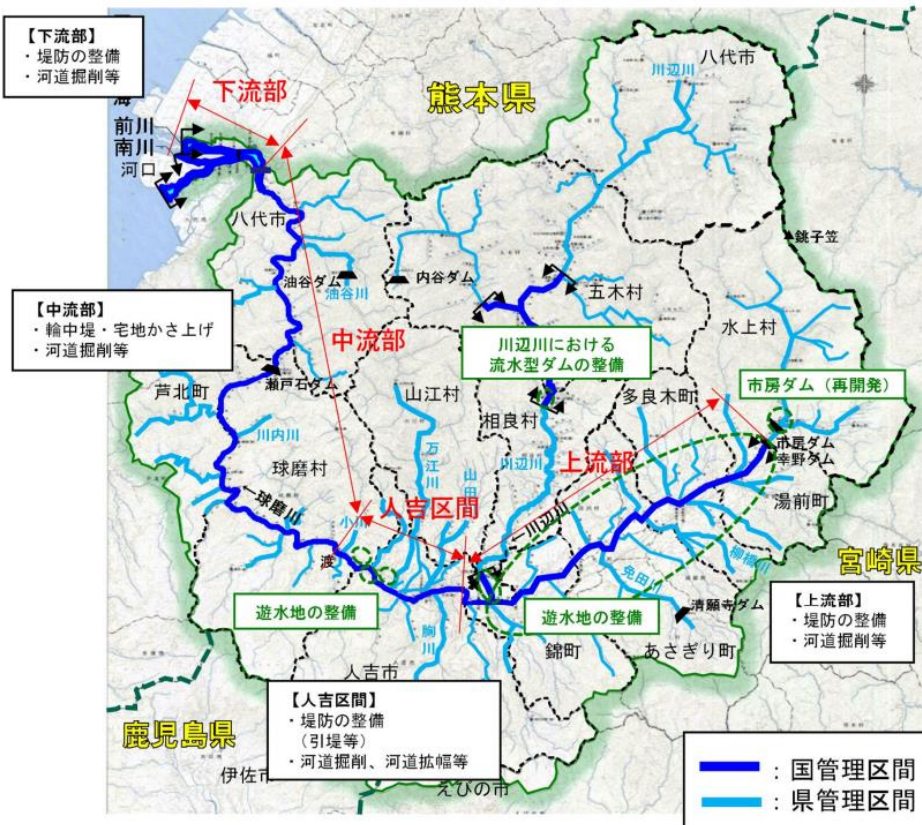 【下流部】
・堤防の整備
・河道掘削等
海
前川
南川
河口
下流部
熊本県
八代市
川辺川
八代市
油谷ダム
油谷川
内谷ダム
五木村
銚子笠
水上村
【中流部】
・輪中堤・宅地かさ上げ
・河道掘削等
中流部
川辺川における
流水型ダムの整備
市房ダム（再開発）
瀬戸石ダム
芦北町
山江村
相良村
多良木町
市房ダム
幸野ダム
川内川
球磨村
万江川
山田
川辺川
上流部
湯前町
←球磨川
小川
人吉区間
←川辺川
渡
柳橋川
宮崎県
免田川
遊水地の整備
遊水地の整備
清願寺ダム
胸川
錦町
あさぎり町
【上流部】
・堤防の整備
・河道掘削等
人吉市
【人吉区間】
・堤防の整備
（引堤等）
・河道掘削、河道拡幅等
鹿児島県
伊佐市
えびの市
：国管理区間
：県管理区間